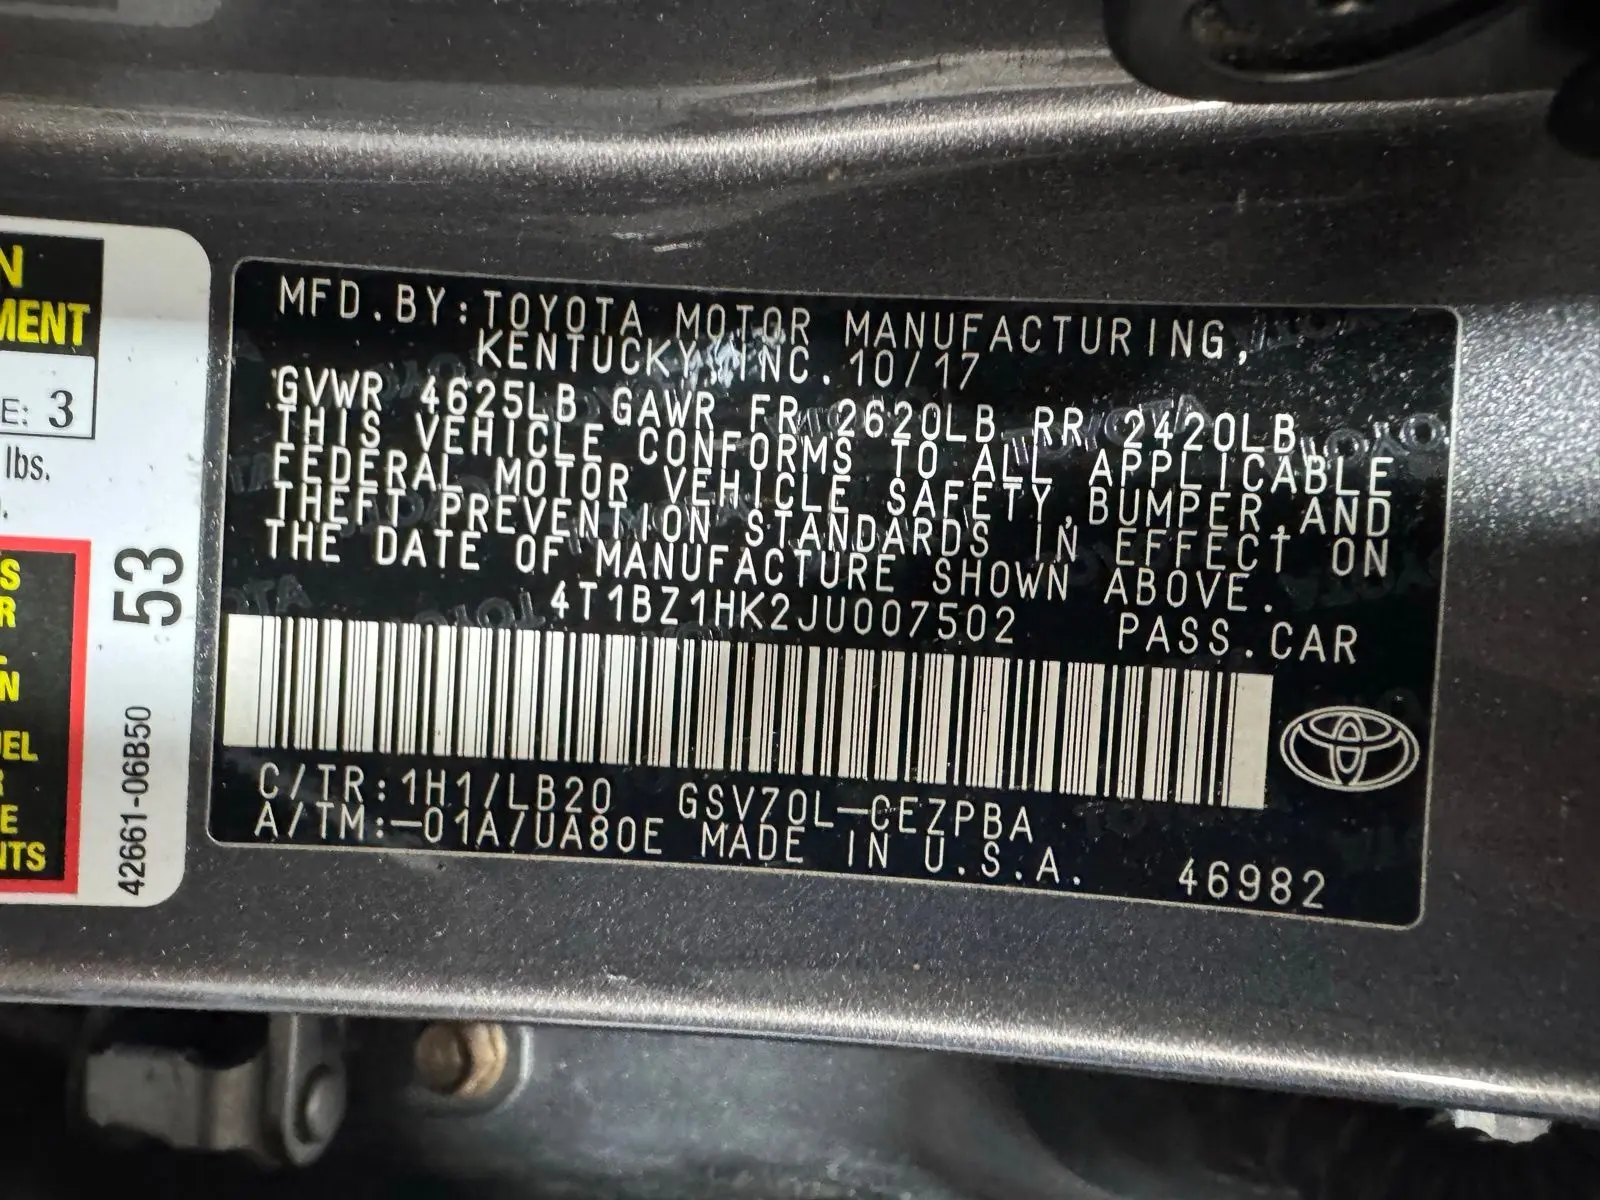 N
MENT
E: 3
lbs.
S
R
N
UEL
R
E
NTS
53
42661-06B50
MFD.BY:TOYOTA MOTOR MANUFACTURING,
KENTUCKY, INC. 10/17
GVWR 4625LB GAWR FR 2620LB RR 2420LB
THIS VEHICLE CONFORMS TO ALL APPLICABLE
FEDERAL MOTOR VEHICLE SAFETY,BUMPER,AND
THEFT PREVENTION STANDARDS IN EFFECT ON
THE DATE OF MANUFACTURE SHOWN ABOVE.
4T1BZ1HK2JU007502 PASS.CAR
C/TR:1H1/LB20 GSV70L-CEZPBA
A/TM:-01A/UA80E MADE IN U.S.A. 46982